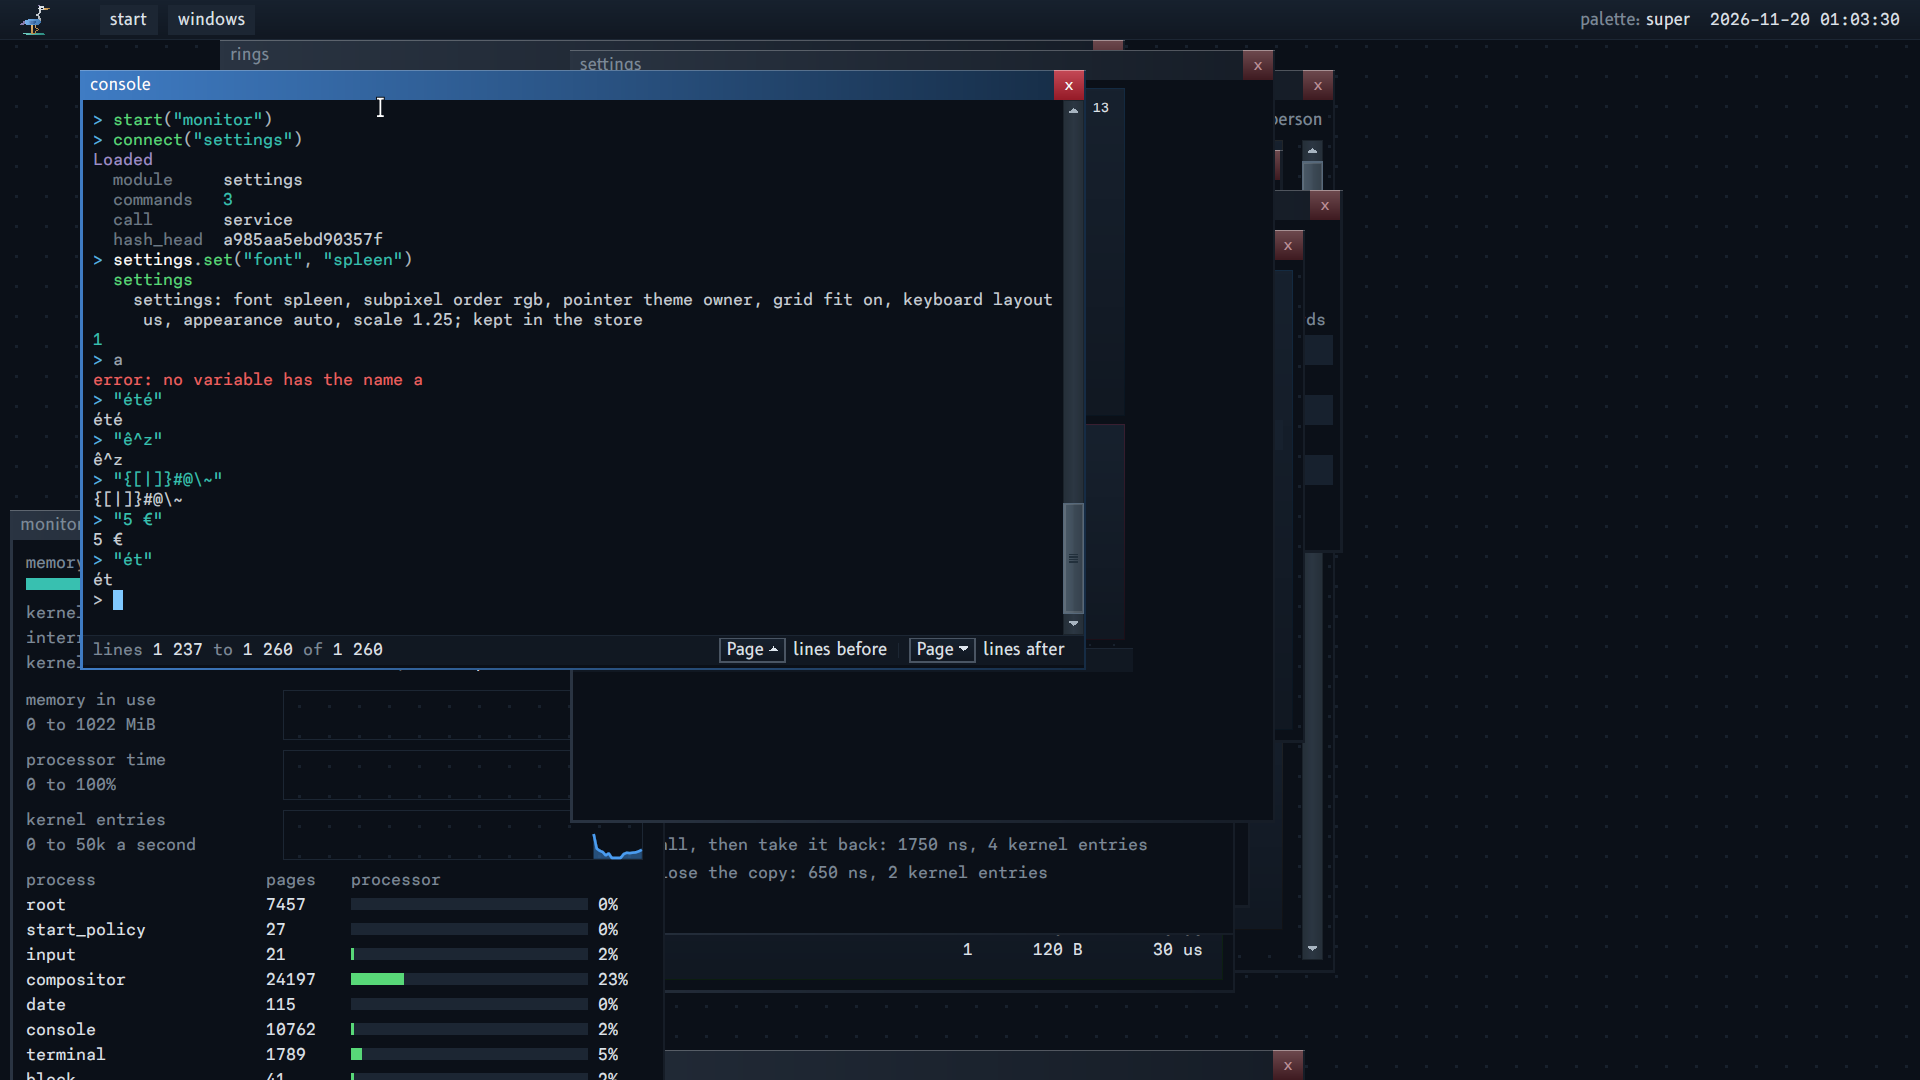 start windows palette: super 2026-11-20 01:03:30
rings
settings x
console x
x
13
person
x
x
ds
> start("monitor")
> connect("settings")
Loaded
module settings
commands 3
call service
hash_head a985aa5ebd90357f
> settings.set("font", "spleen")
settings
settings: font spleen, subpixel order rgb, pointer theme owner, grid fit on, keyboard layout
us, appearance auto, scale 1.25; kept in the store
1
> a
error: no variable has the name a
> "été"
été
> "ê^z"
ê^z
> "{[|]}#@\~"
{[|]}#@\~
> "5 €"
5 €
> "ét"
ét
>
lines 1 237 to 1 260 of 1 260 Page lines before Page lines after
monitor
memory
kernel
kernel
memory in use
0 to 1022 MiB
processor time
0 to 100%
kernel entries
0 to 50k a second
process pages processor
root 7457 0%
start_policy 27 0%
input 21 2%
compositor 24197 23%
date 115 0%
console 10762 2%
terminal 1789 5%
block 41 2%
all, then take it back: 1750 ns, 4 kernel entries
lose the copy: 650 ns, 2 kernel entries
1 120 B 30 us
x